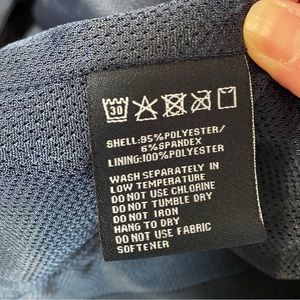 30
SHELL:95%POLYESTER/
6%SPANDEX
LINING:100%POLYESTER
WASH SEPARATELY IN
LOW TEMPERATURE
DO NOT USE CHLORINE
DO NOT TUMBLE DRY
DO NOT IRON
HANG TO DRY
DO NOT USE FABRIC
SOFTENER